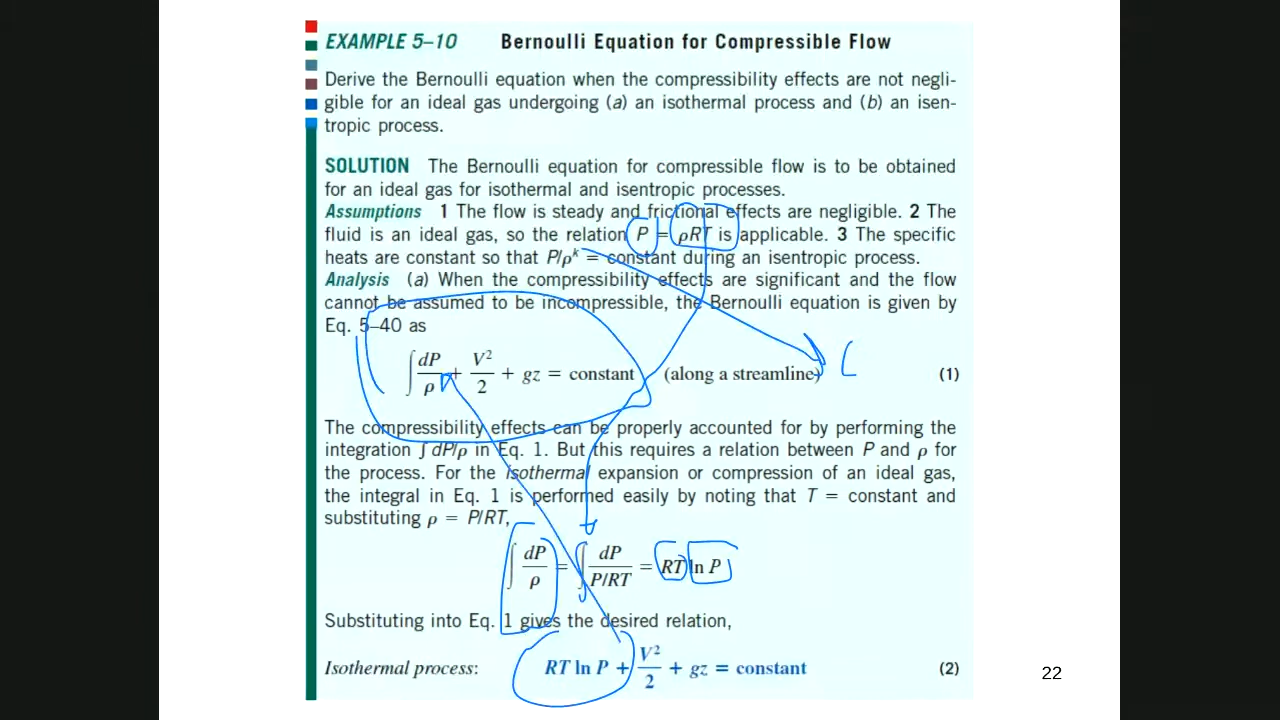 EXAMPLE 5–10 Bernoulli Equation for Compressible Flow
Derive the Bernoulli equation when the compressibility effects are not negli-
gible for an ideal gas undergoing (a) an isothermal process and (b) an isen-
tropic process.
SOLUTION The Bernoulli equation for compressible flow is to be obtained
for an ideal gas for isothermal and isentropic processes.
Assumptions 1 The flow is steady and frictional effects are negligible. 2 The
fluid is an ideal gas, so the relation P = ρRT is applicable. 3 The specific
heats are constant so that P/ρᵏ = constant during an isentropic process.
Analysis (a) When the compressibility effects are significant and the flow
cannot be assumed to be incompressible, the Bernoulli equation is given by
Eq. 5–40 as
∫ dP/ρ + V²/2 + gz = constant (along a streamline) (1)
The compressibility effects can be properly accounted for by performing the
integration ∫ dP/ρ in Eq. 1. But this requires a relation between P and ρ for
the process. For the isothermal expansion or compression of an ideal gas,
the integral in Eq. 1 is performed easily by noting that T = constant and
substituting ρ = P/RT,
∫ dP/ρ = ∫ dP/(P/RT) = RT ln P
Substituting into Eq. 1 gives the desired relation,
Isothermal process: RT ln P + V²/2 + gz = constant (2)
22